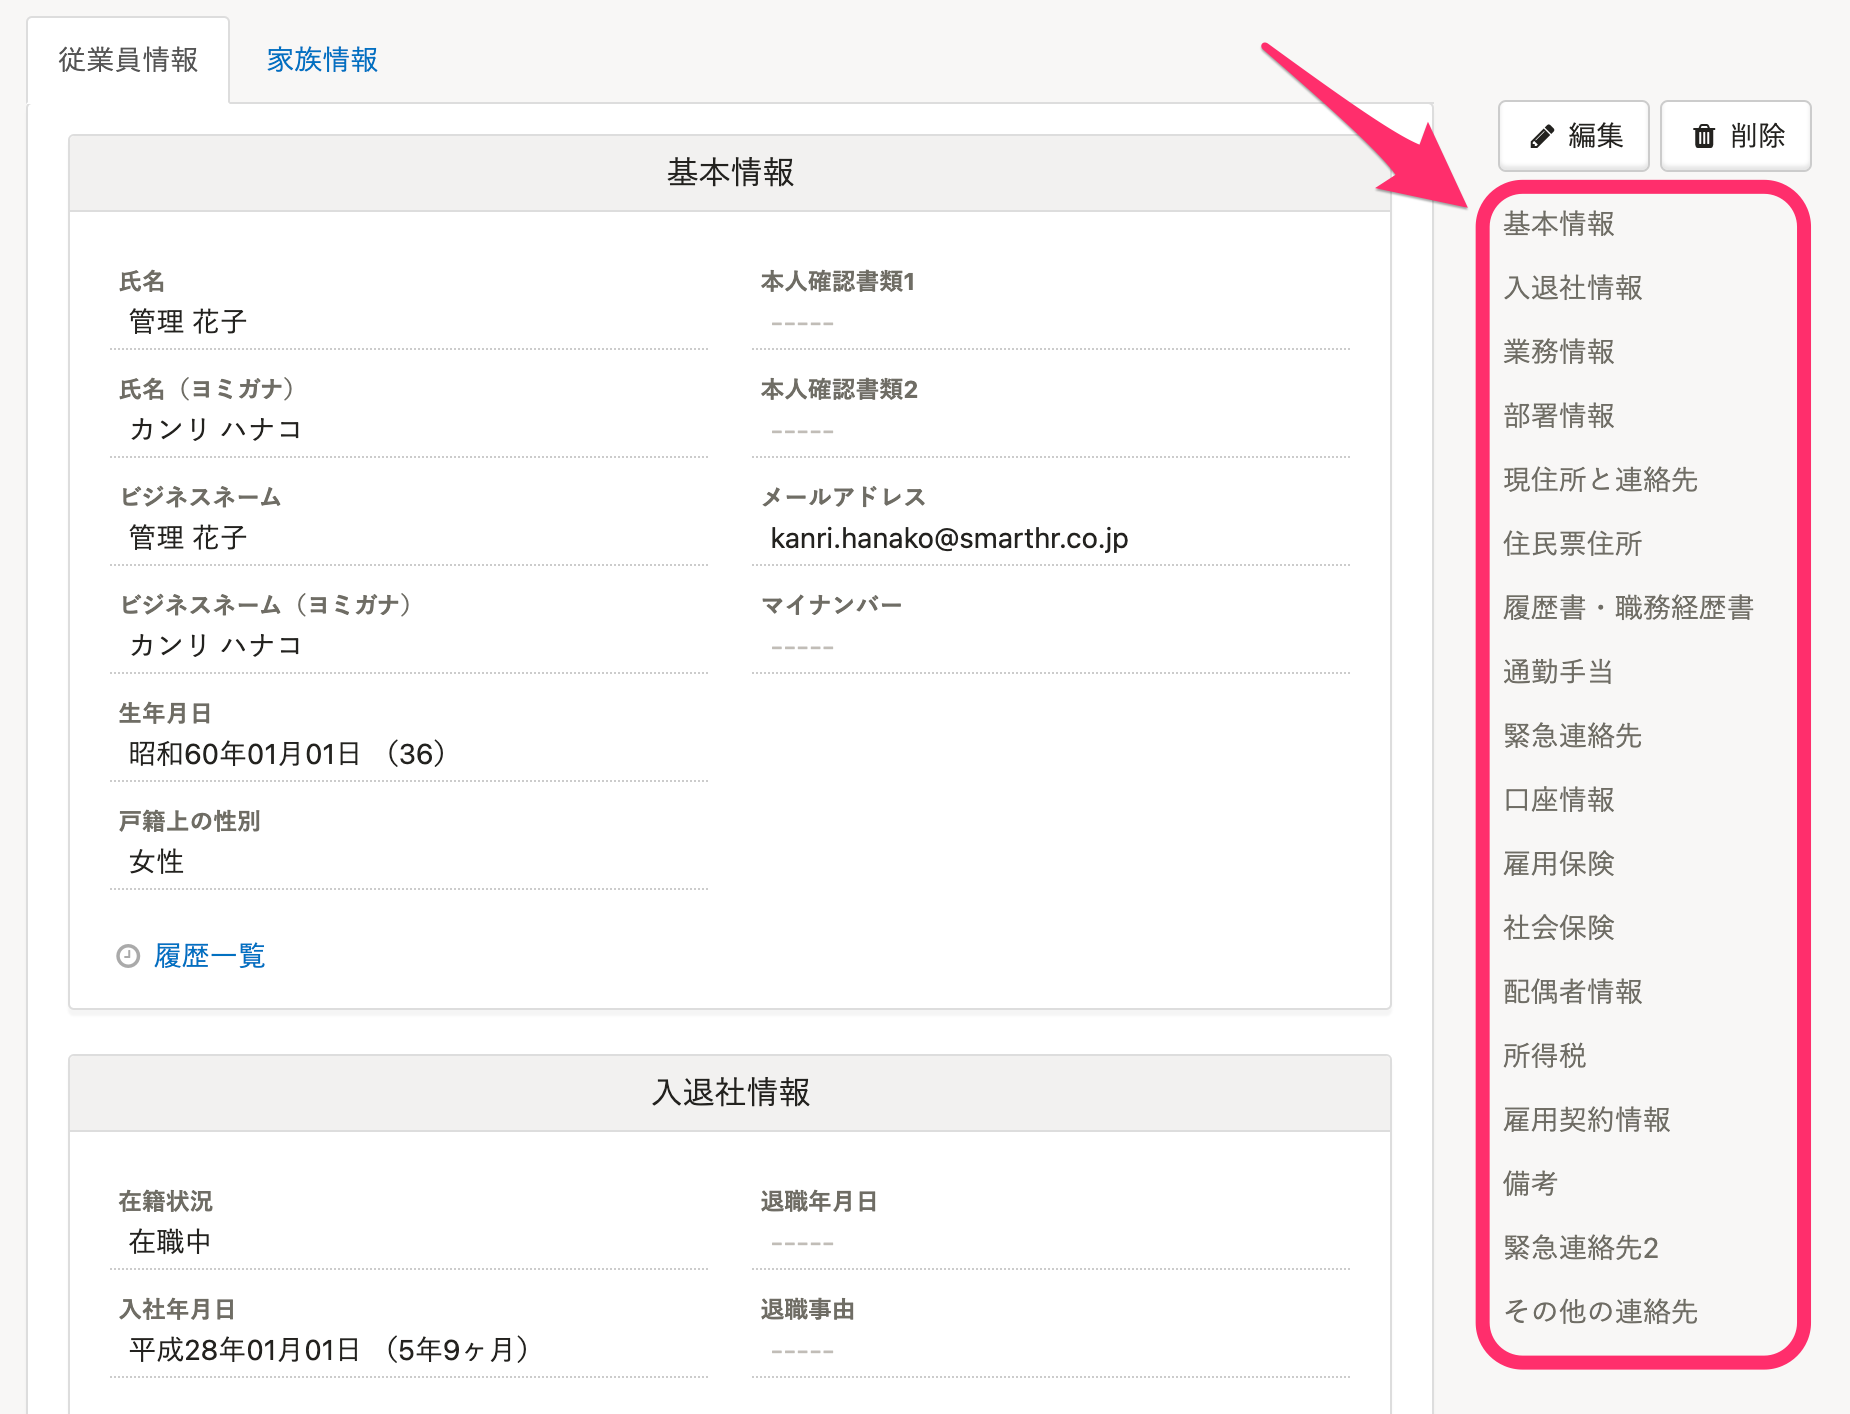 従業員情報
家族情報
編集
削除
基本情報
氏名
管理 花子
氏名（ヨミガナ）
カンリ ハナコ
ビジネスネーム
管理 花子
ビジネスネーム（ヨミガナ）
カンリ ハナコ
生年月日
昭和60年01月01日 （36）
戸籍上の性別
女性
履歴一覧
本人確認書類1
-----
本人確認書類2
-----
メールアドレス
kanri.hanako@smarthr.co.jp
マイナンバー
-----
入退社情報
在籍状況
在職中
入社年月日
平成28年01月01日 （5年9ヶ月）
退職年月日
-----
退職事由
-----
基本情報
入退社情報
業務情報
部署情報
現住所と連絡先
住民票住所
履歴書・職務経歴書
通勤手当
緊急連絡先
口座情報
雇用保険
社会保険
配偶者情報
所得税
雇用契約情報
備考
緊急連絡先2
その他の連絡先